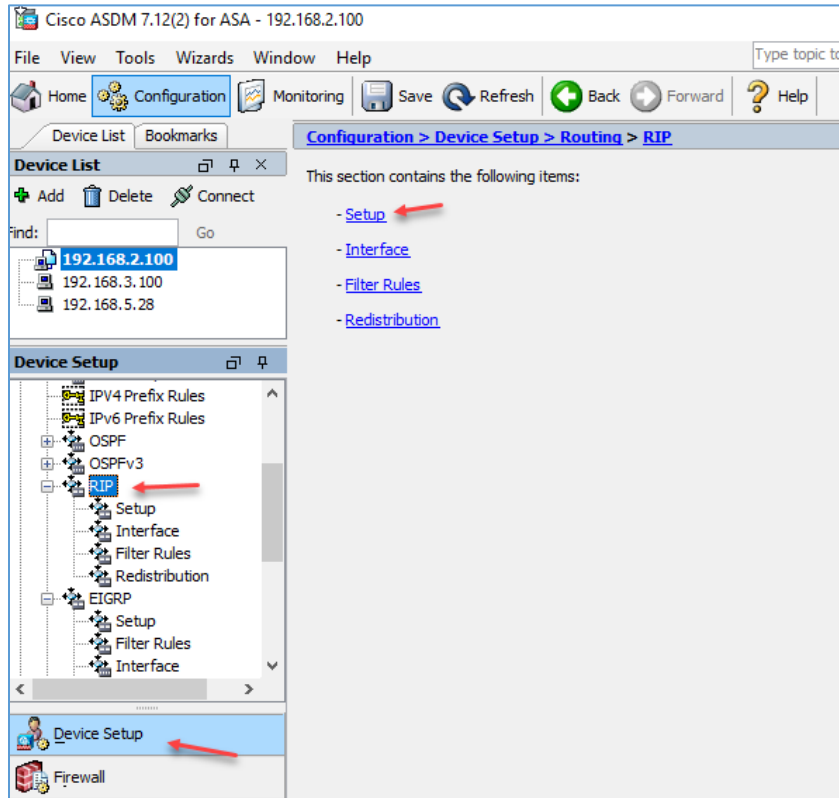 Cisco ASDM 7.12(2) for ASA - 192.168.2.100
File View Tools Wizards Window Help
Type topic to
Home Configuration Monitoring Save Refresh Back Forward Help
Device List Bookmarks
Device List
Add Delete Connect
Find: Go
192.168.2.100
192.168.3.100
192.168.5.28
Device Setup
IPV4 Prefix Rules
IPv6 Prefix Rules
OSPF
OSPFv3
RIP
Setup
Interface
Filter Rules
Redistribution
EIGRP
Setup
Filter Rules
Interface
Device Setup
Firewall
Configuration > Device Setup > Routing > RIP
This section contains the following items:
- Setup
- Interface
- Filter Rules
- Redistribution